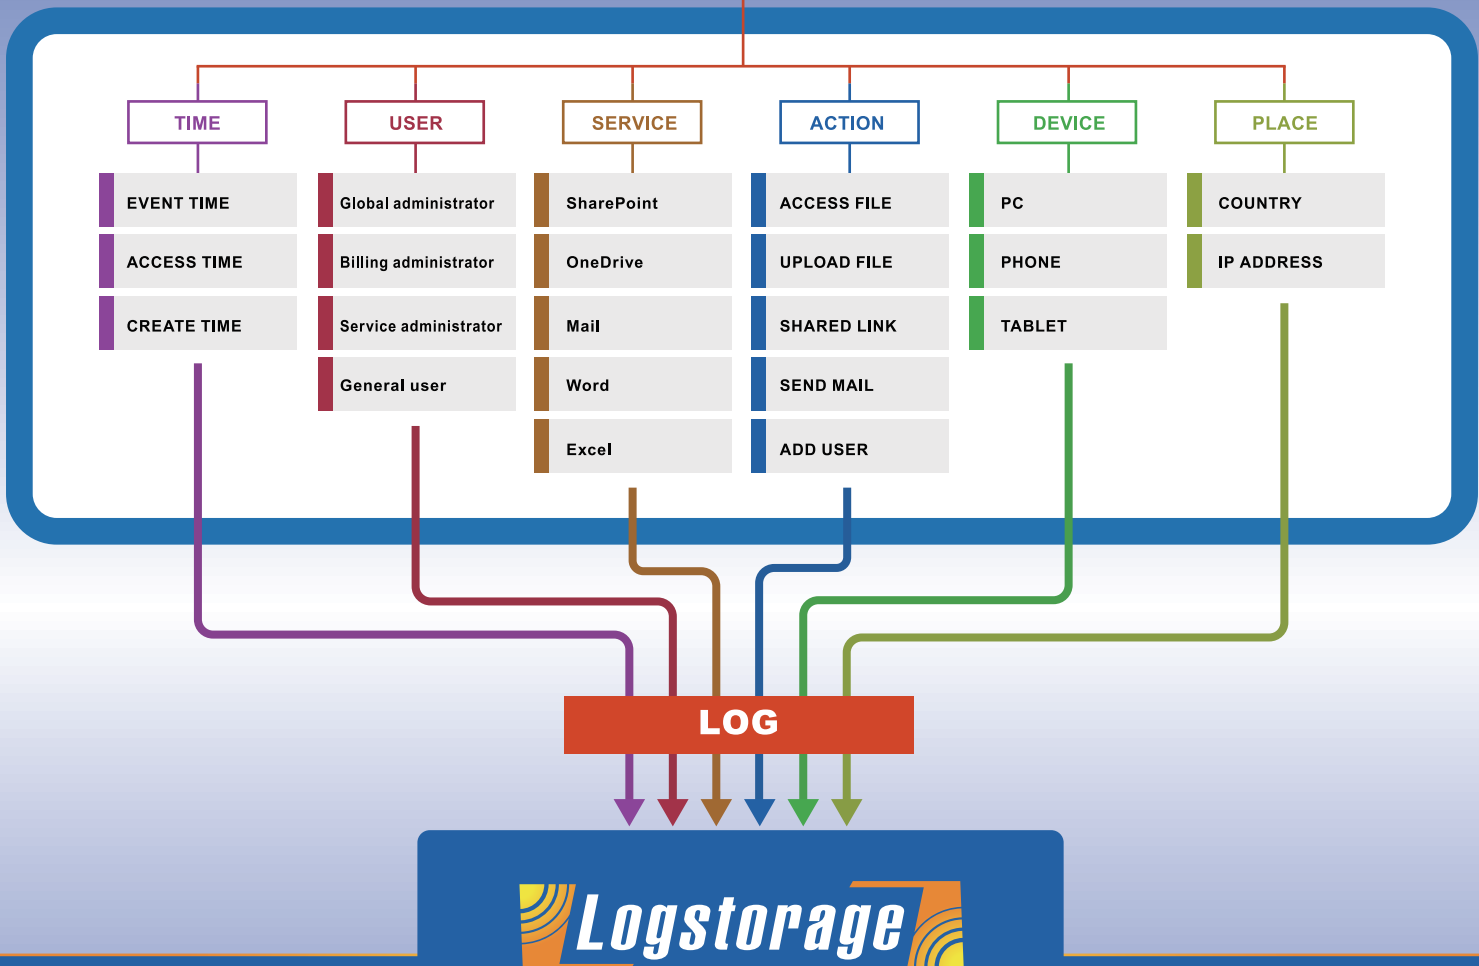 TIME
USER
SERVICE
ACTION
DEVICE
PLACE
EVENT TIME
ACCESS TIME
CREATE TIME
Global administrator
Billing administrator
Service administrator
General user
SharePoint
OneDrive
Mail
Word
Excel
ACCESS FILE
UPLOAD FILE
SHARED LINK
SEND MAIL
ADD USER
PC
PHONE
TABLET
COUNTRY
IP ADDRESS
LOG
Logstorage